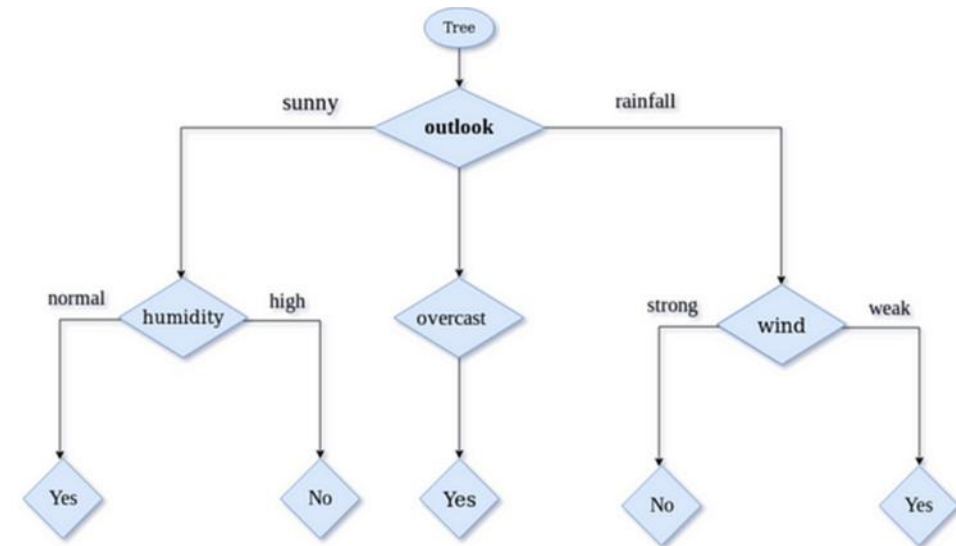 Tree
sunny
rainfall
outlook
normal
high
humidity
overcast
strong
weak
wind
Yes
No
Yes
No
Yes